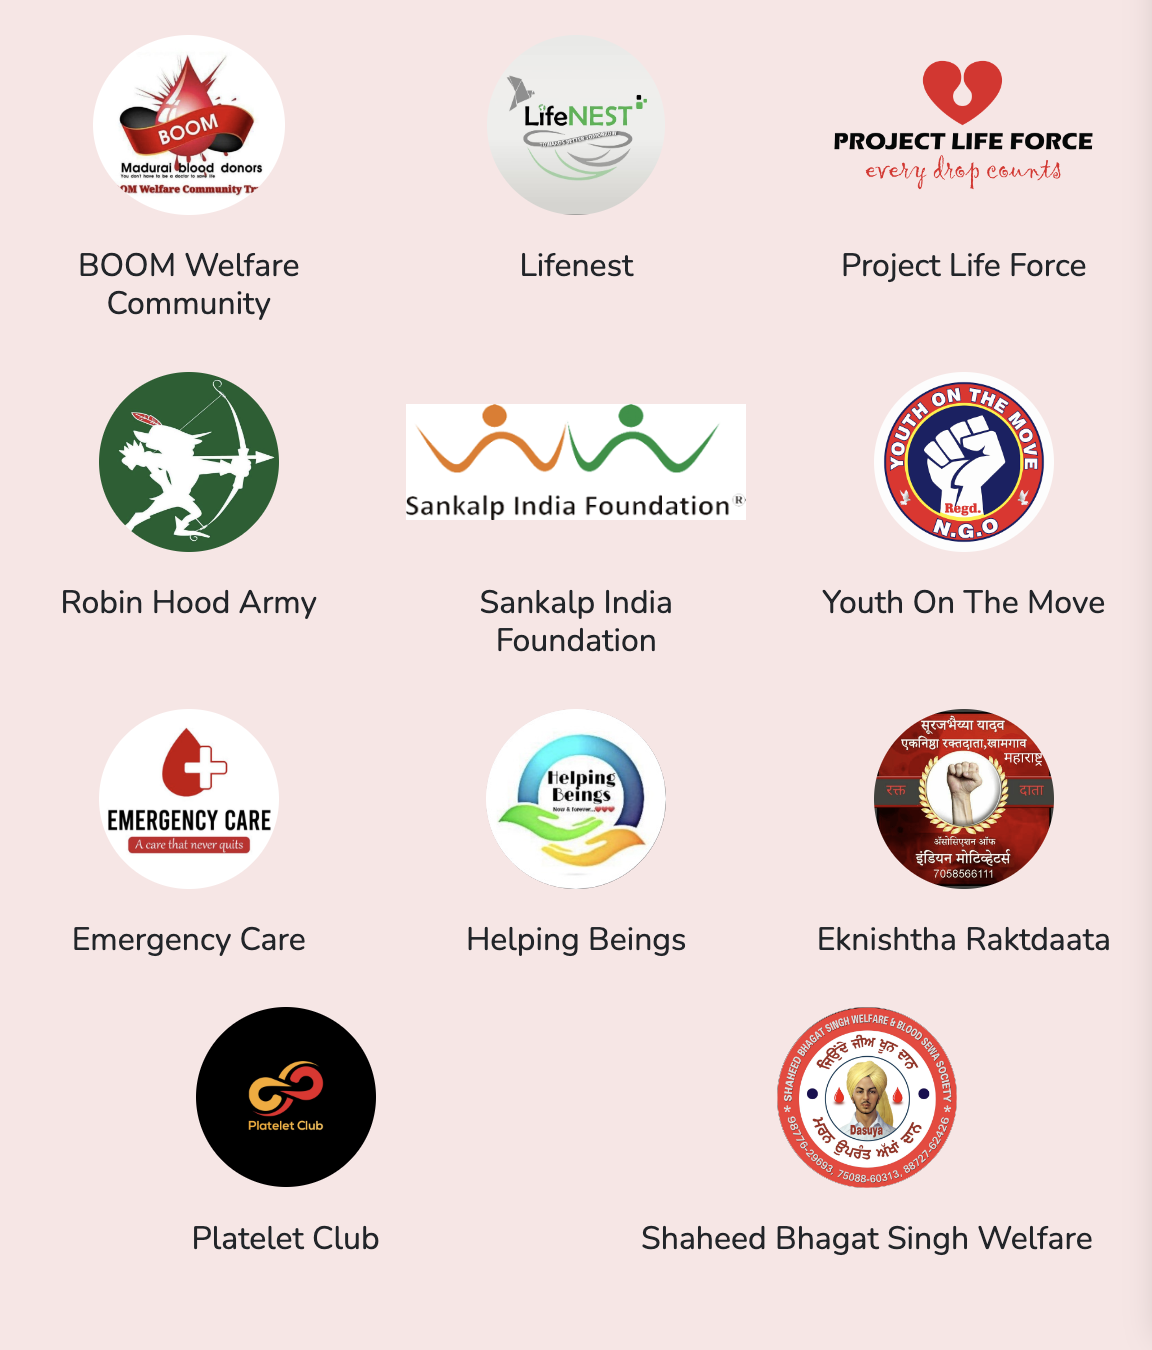 BOOM
Madurai blood donors
You don't have to be a doctor to save life
OM Welfare Community Tr
LifeNEST
PROJECT LIFE FORCE
every drop counts
BOOM Welfare
Community
Lifenest
Project Life Force
Sankalp India Foundation®
YOUTH ON THE MOVE
Regd.
N.G.O
Robin Hood Army
Sankalp India
Foundation
Youth On The Move
EMERGENCY CARE
A care that never quits
Helping
Beings
Now & Forever...
सूरजभैय्या यादव
एकनिष्ठा रक्तदाता,खामगाव
महाराष्ट्र
रक्त
दाता
ॲसोसिएशन ऑफ
इंडियन मोटिव्हेटर्स
7058566111
Emergency Care
Helping Beings
Eknishtha Raktdaata
Platelet Club
SHAHEED BHAGAT SINGH WELFARE & BLOOD SEWA SOCIETY
ਜਿਉਂਦੇ ਜੀਅ ਖੂਨ ਦਾਨ
Dasuya
ਮਰਨ ਉਪਰੰਤ ਅੱਖਾਂ ਦਾਨ
* 98776-29693, 75088-60313, 88727-62426 *
Platelet Club
Shaheed Bhagat Singh Welfare